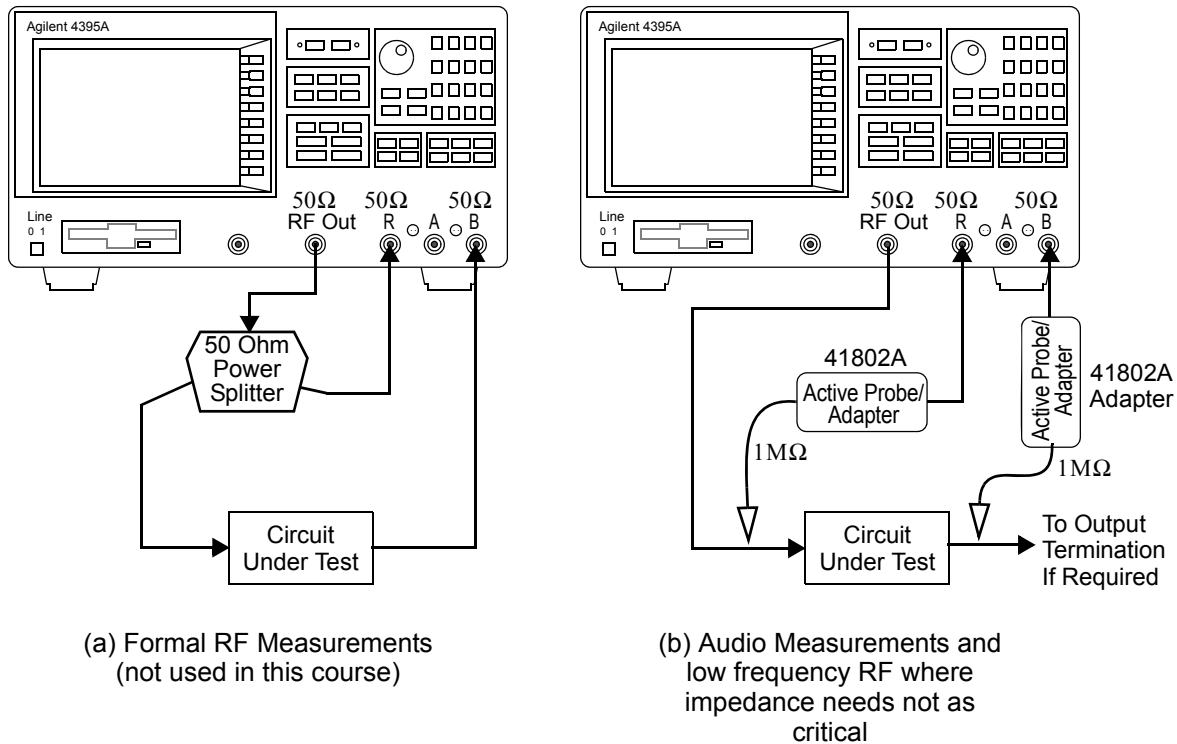 Agilent 4395A
50Ω 50Ω 50Ω
RF Out R A B
Line
0 1
50 Ohm
Power
Splitter
Circuit
Under Test
(a) Formal RF Measurements
(not used in this course)
Agilent 4395A
50Ω 50Ω 50Ω
RF Out R A B
Line
0 1
41802A
Active Probe/
Adapter
1MΩ
Active Probe/
Adapter
41802A
Adapter
1MΩ
Circuit
Under Test
To Output
Termination
If Required
(b) Audio Measurements and
low frequency RF where
impedance needs not as
critical